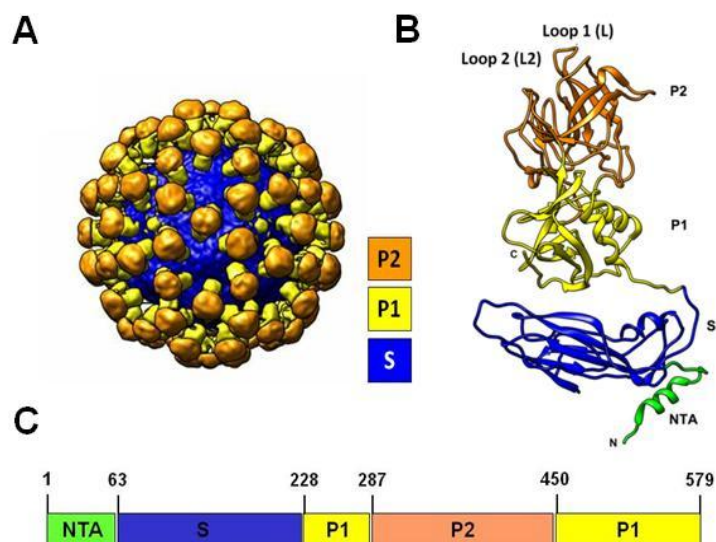 A
P2
P1
S
B
Loop 1 (L)
Loop 2 (L2)
P2
P1
C
S
NTA
N
C
1 63 228 287 450 579
NTA S P1 P2 P1